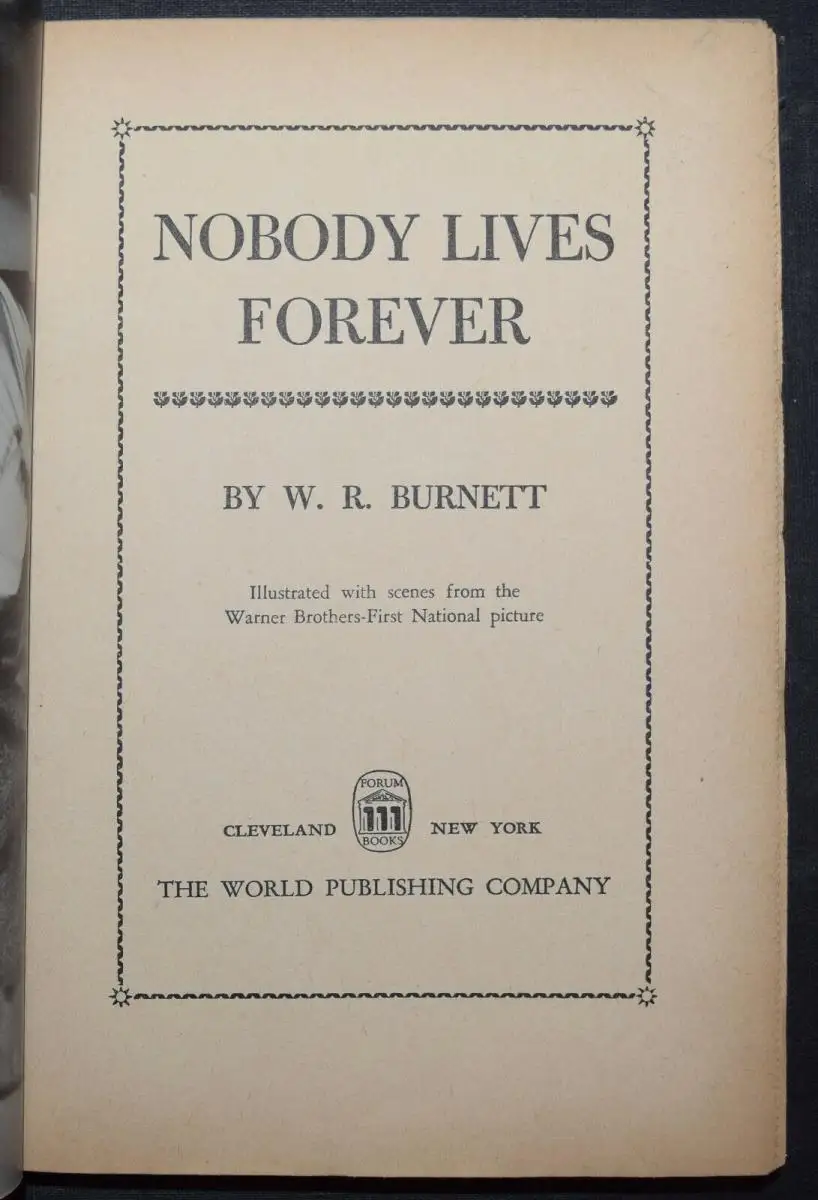 NOBODY LIVES
FOREVER
BY W. R. BURNETT
Illustrated with scenes from the
Warner Brothers-First National picture
FORUM
BOOKS
CLEVELAND NEW YORK
THE WORLD PUBLISHING COMPANY